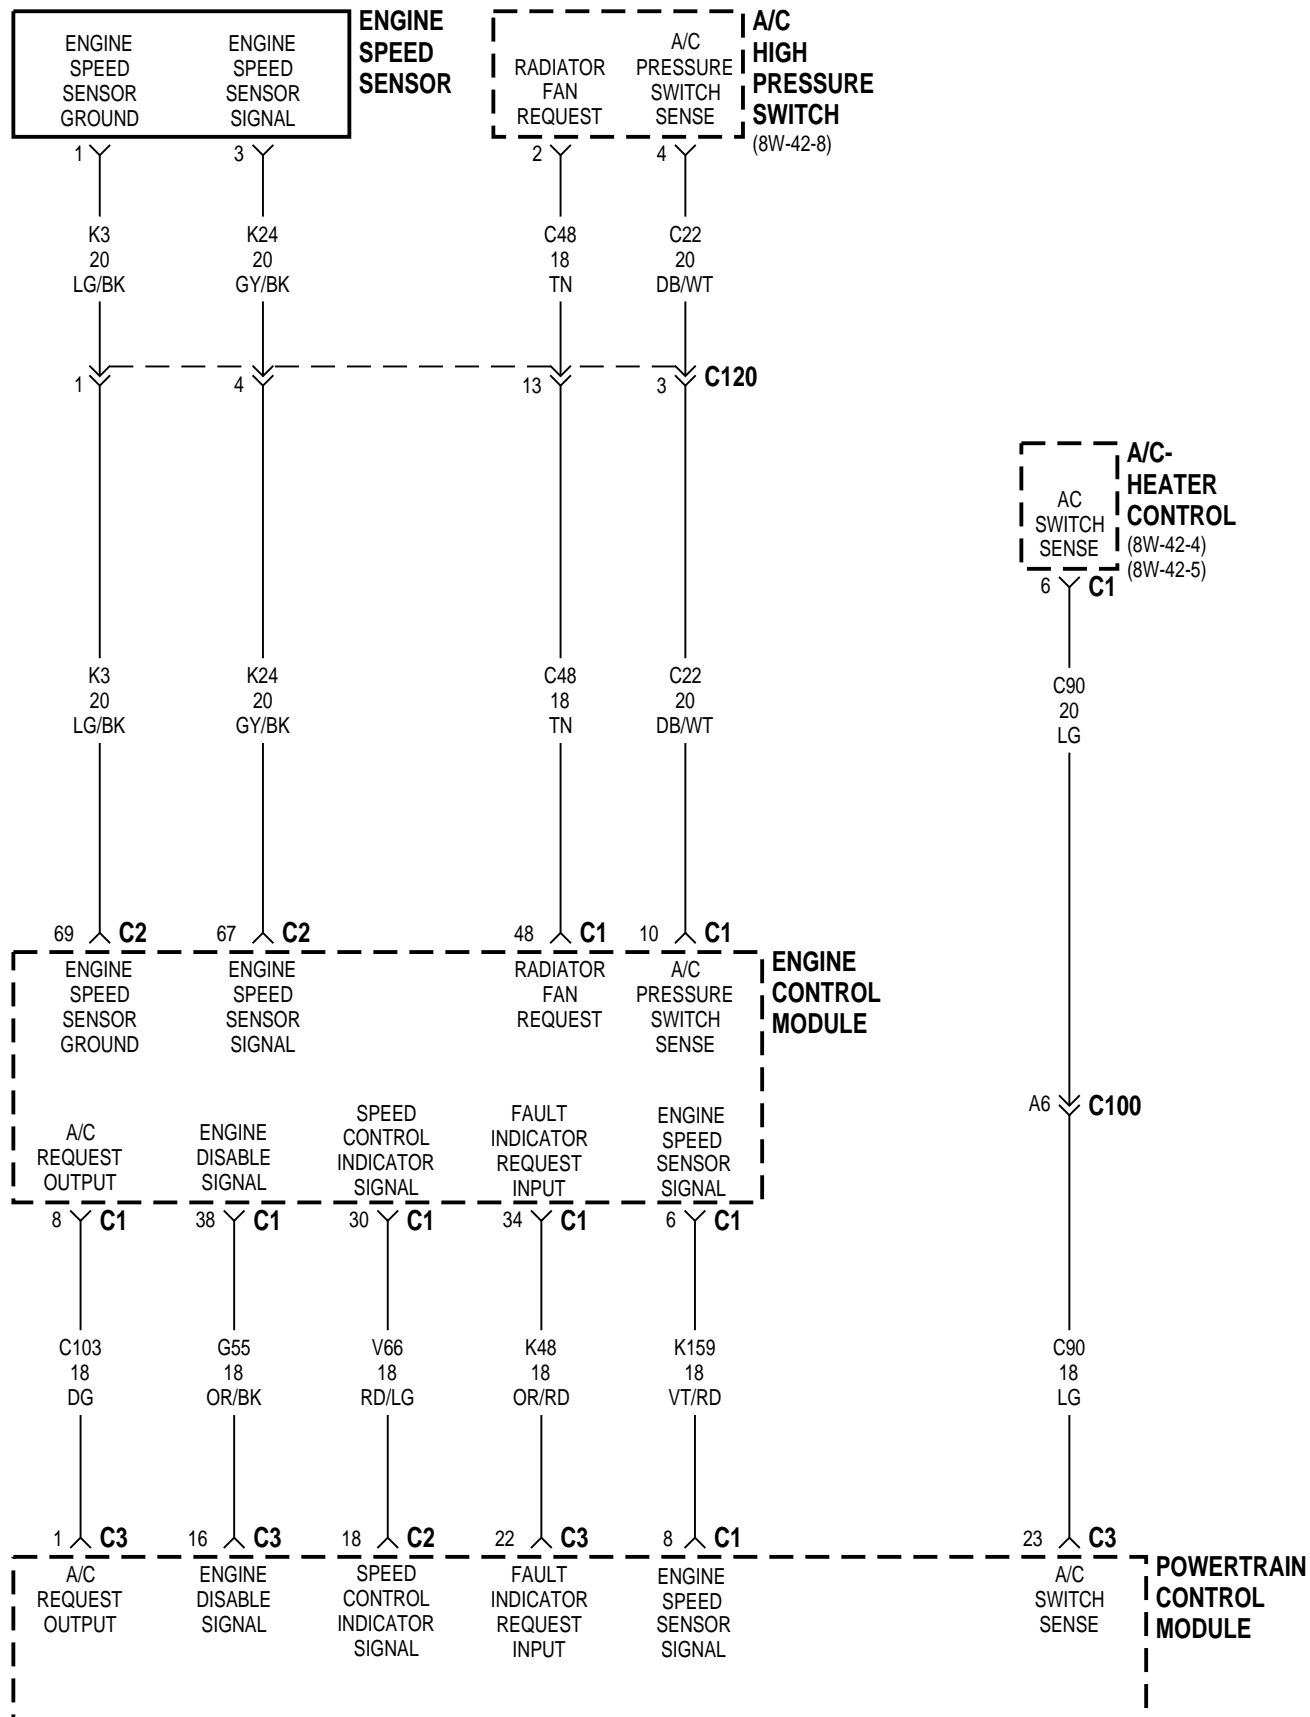 ENGINE
SPEED
SENSOR
GROUND
ENGINE
SPEED
SENSOR
SIGNAL
ENGINE
SPEED
SENSOR
RADIATOR
FAN
REQUEST
A/C
PRESSURE
SWITCH
SENSE
A/C
HIGH
PRESSURE
SWITCH
(8W-42-8)
1
3
2
4
K3
20
LG/BK
K24
20
GY/BK
C48
18
TN
C22
20
DB/WT
1
4
13
3
C120
AC
SWITCH
SENSE
A/C-
HEATER
CONTROL
(8W-42-4)
(8W-42-5)
6
C1
K3
20
LG/BK
K24
20
GY/BK
C48
18
TN
C22
20
DB/WT
C90
20
LG
69
C2
67
C2
48
C1
10
C1
ENGINE
SPEED
SENSOR
GROUND
ENGINE
SPEED
SENSOR
SIGNAL
RADIATOR
FAN
REQUEST
A/C
PRESSURE
SWITCH
SENSE
ENGINE
CONTROL
MODULE
A/C
REQUEST
OUTPUT
ENGINE
DISABLE
SIGNAL
SPEED
CONTROL
INDICATOR
SIGNAL
FAULT
INDICATOR
REQUEST
INPUT
ENGINE
SPEED
SENSOR
SIGNAL
A6
C100
8
C1
38
C1
30
C1
34
C1
6
C1
C103
18
DG
G55
18
OR/BK
V66
18
RD/LG
K48
18
OR/RD
K159
18
VT/RD
C90
18
LG
1
C3
16
C3
18
C2
22
C3
8
C1
23
C3
A/C
REQUEST
OUTPUT
ENGINE
DISABLE
SIGNAL
SPEED
CONTROL
INDICATOR
SIGNAL
FAULT
INDICATOR
REQUEST
INPUT
ENGINE
SPEED
SENSOR
SIGNAL
A/C
SWITCH
SENSE
POWERTRAIN
CONTROL
MODULE